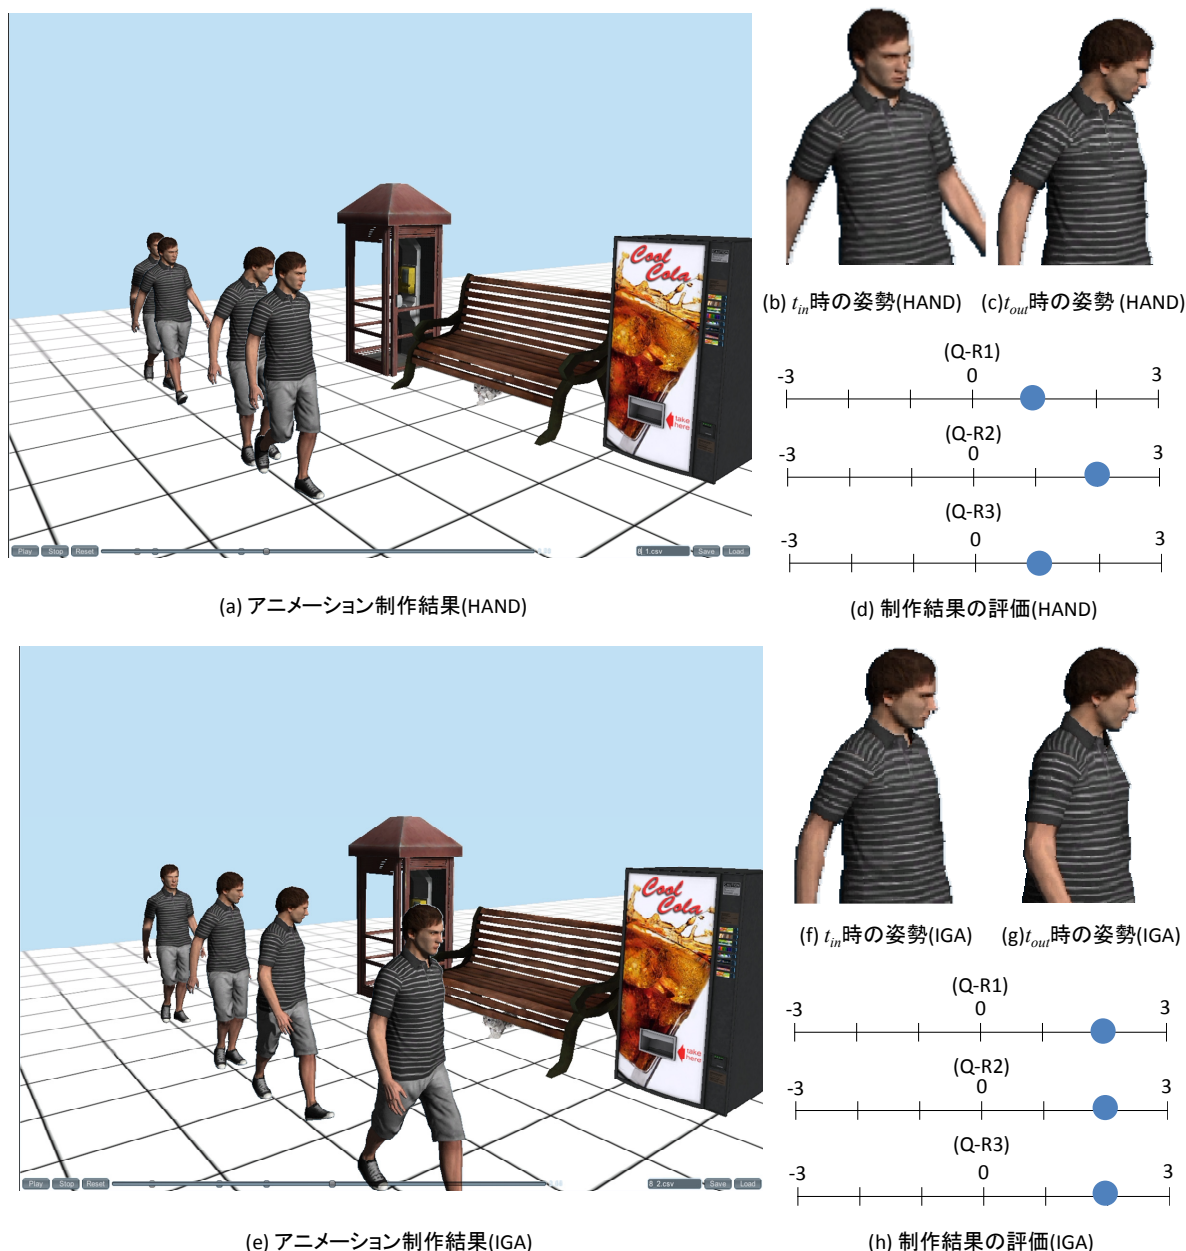 Cool
Cola
take
here
Play Stop Reset
8_1.csv Save Load
(a) アニメーション制作結果(HAND)
(b) tin時の姿勢(HAND) (c)tout時の姿勢 (HAND)
(Q-R1)
-3 0 3
(Q-R2)
-3 0 3
(Q-R3)
-3 0 3
(d) 制作結果の評価(HAND)
Cool
Cola
take
here
Play Stop Reset
8_2.csv Save Load
(e) アニメーション制作結果(IGA)
(f) tin時の姿勢(IGA) (g)tout時の姿勢(IGA)
(Q-R1)
-3 0 3
(Q-R2)
-3 0 3
(Q-R3)
-3 0 3
(h) 制作結果の評価(IGA)